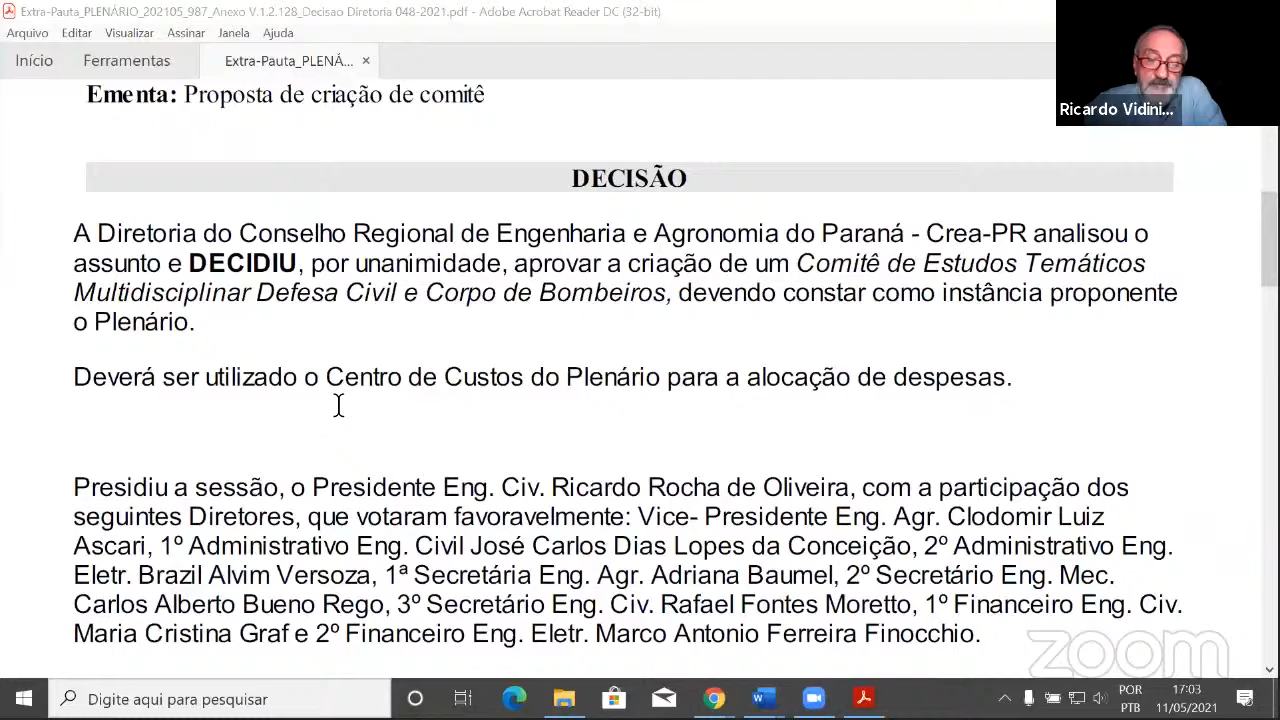 Extra-Pauta_PLENÁRIO_202105_987_Anexo V.1.2.128_Decisao Diretoria 048-2021.pdf - Adobe Acrobat Reader DC (32-bit)
Arquivo Editar Visualizar Assinar Janela Ajuda
Início Ferramentas Extra-Pauta_PLENÁ... ×
Ricardo Vidini...
Ementa: Proposta de criação de comitê
DECISÃO
A Diretoria do Conselho Regional de Engenharia e Agronomia do Paraná - Crea-PR analisou o
assunto e DECIDIU, por unanimidade, aprovar a criação de um Comitê de Estudos Temáticos
Multidisciplinar Defesa Civil e Corpo de Bombeiros, devendo constar como instância proponente
o Plenário.
Deverá ser utilizado o Centro de Custos do Plenário para a alocação de despesas.
Presidiu a sessão, o Presidente Eng. Civ. Ricardo Rocha de Oliveira, com a participação dos
seguintes Diretores, que votaram favoravelmente: Vice- Presidente Eng. Agr. Clodomir Luiz
Ascari, 1º Administrativo Eng. Civil José Carlos Dias Lopes da Conceição, 2º Administrativo Eng.
Eletr. Brazil Alvim Versoza, 1ª Secretária Eng. Agr. Adriana Baumel, 2º Secretário Eng. Mec.
Carlos Alberto Bueno Rego, 3º Secretário Eng. Civ. Rafael Fontes Moretto, 1º Financeiro Eng. Civ.
Maria Cristina Graf e 2º Financeiro Eng. Eletr. Marco Antonio Ferreira Finocchio.
zoom
Digite aqui para pesquisar
POR 17:03
PTB 11/05/2021